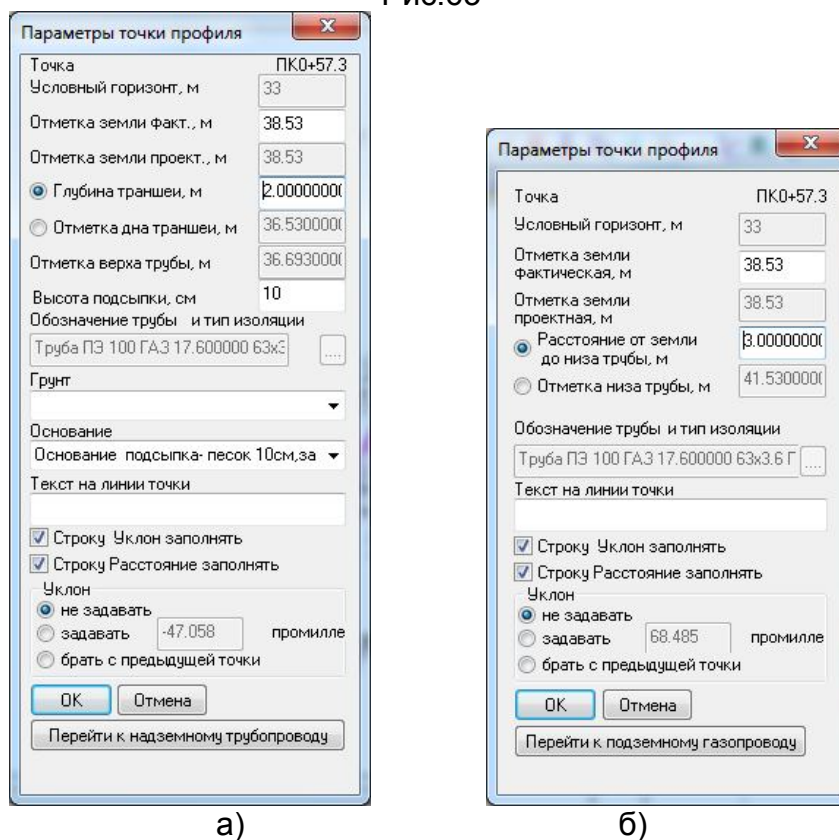 Параметры точки профиля
Точка ПК0+57.3
Условный горизонт, м 33
Отметка земли факт., м 38.53
Отметка земли проект., м 38.53
Глубина траншеи, м 2.0000000
Отметка дна траншеи, м 36.530000
Отметка верха трубы, м 36.693000
Высота подсыпки, см 10
Обозначение трубы и тип изоляции
Труба ПЭ 100 ГАЗ 17.600000 63x3 ....
Грунт
Основание
Основание подсыпка- песок 10см,за
Текст на линии точки
Строку Уклон заполнять
Строку Расстояние заполнять
Уклон
не задавать
задавать -47.058 промилле
брать с предыдущей точки
ОК Отмена
Перейти к надземному трубопроводу
а)
Параметры точки профиля
Точка ПК0+57.3
Условный горизонт, м 33
Отметка земли
фактическая, м 38.53
Отметка земли
проектная, м 38.53
Расстояние от земли
до низа трубы, м 3.0000000
Отметка низа трубы, м 41.530000
Обозначение трубы и тип изоляции
Труба ПЭ 100 ГАЗ 17.600000 63x3.6 Г ....
Текст на линии точки
Строку Уклон заполнять
Строку Расстояние заполнять
Уклон
не задавать
задавать 68.485 промилле
брать с предыдущей точки
ОК Отмена
Перейти к подземному газопроводу
б)